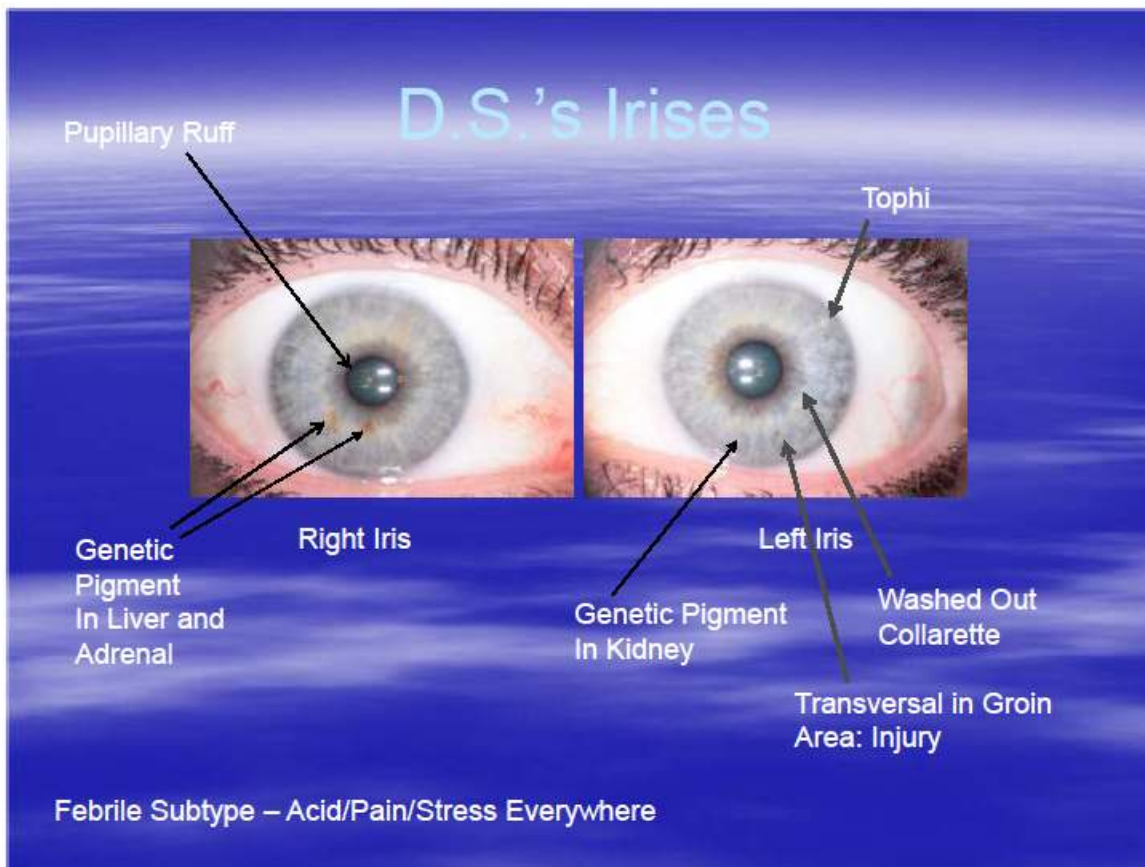 D.S.'s Irises
Pupillary Ruff
Tophi
Right Iris
Left Iris
Genetic
Pigment
In Liver and
Adrenal
Genetic Pigment
In Kidney
Washed Out
Collarette
Transversal in Groin
Area: Injury
Febrile Subtype – Acid/Pain/Stress Everywhere